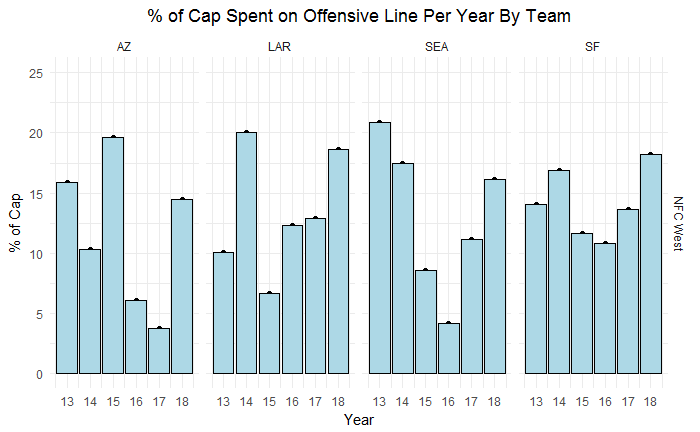 % of Cap Spent on Offensive Line Per Year By Team
AZ LAR SEA SF
25
20
15
10
5
0
% of Cap
NFC West
13 14 15 16 17 18 13 14 15 16 17 18 13 14 15 16 17 18 13 14 15 16 17 18
Year